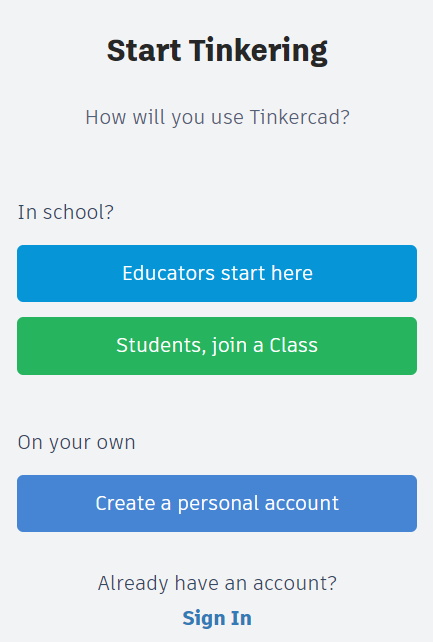 Start Tinkering
How will you use Tinkercad?
In school?
Educators start here
Students, join a Class
On your own
Create a personal account
Already have an account?
Sign In